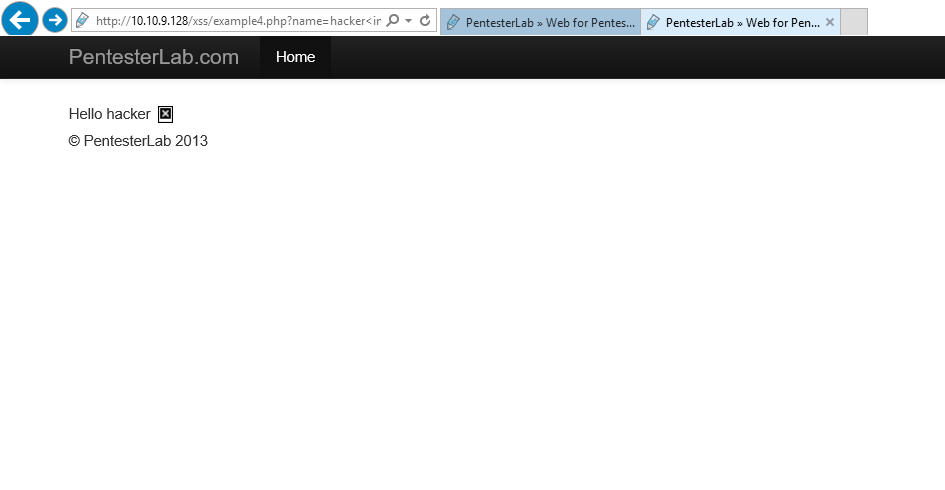 http://10.10.9.128/xss/example4.php?name=hacker<in
PentesterLab » Web for Pentes...
PentesterLab » Web for Pen...
PentesterLab.com
Home
Hello hacker
© PentesterLab 2013